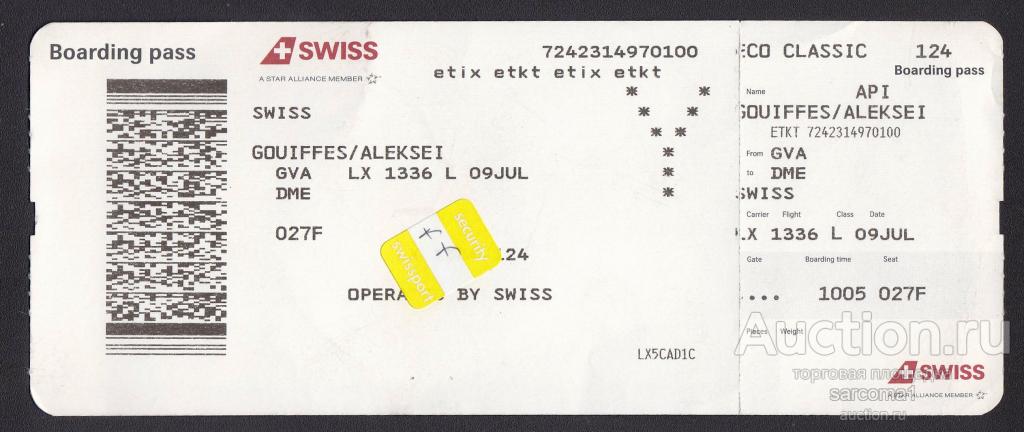 Boarding pass
SWISS
A STAR ALLIANCE MEMBER
7242314970100
etix etkt etix etkt
SWISS
GOUIFFES/ALEKSEI
GVA LX 1336 L 09JUL
DME
027F
24
security
swissport
BY SWISS
LX5CAD1C
ECO CLASSIC 124
Boarding pass
Name API
GOUIFFES/ALEKSEI
ETKT 7242314970100
From GVA
to DME
SWISS
Carrier Flight Class Date
LX 1336 L 09JUL
Gate Boarding time Seat
... 1005 027F
Pieces Weight
SWISS
A STAR ALLIANCE MEMBER
Auction.ru
торговая площадка
sarcoma1
auction.ru